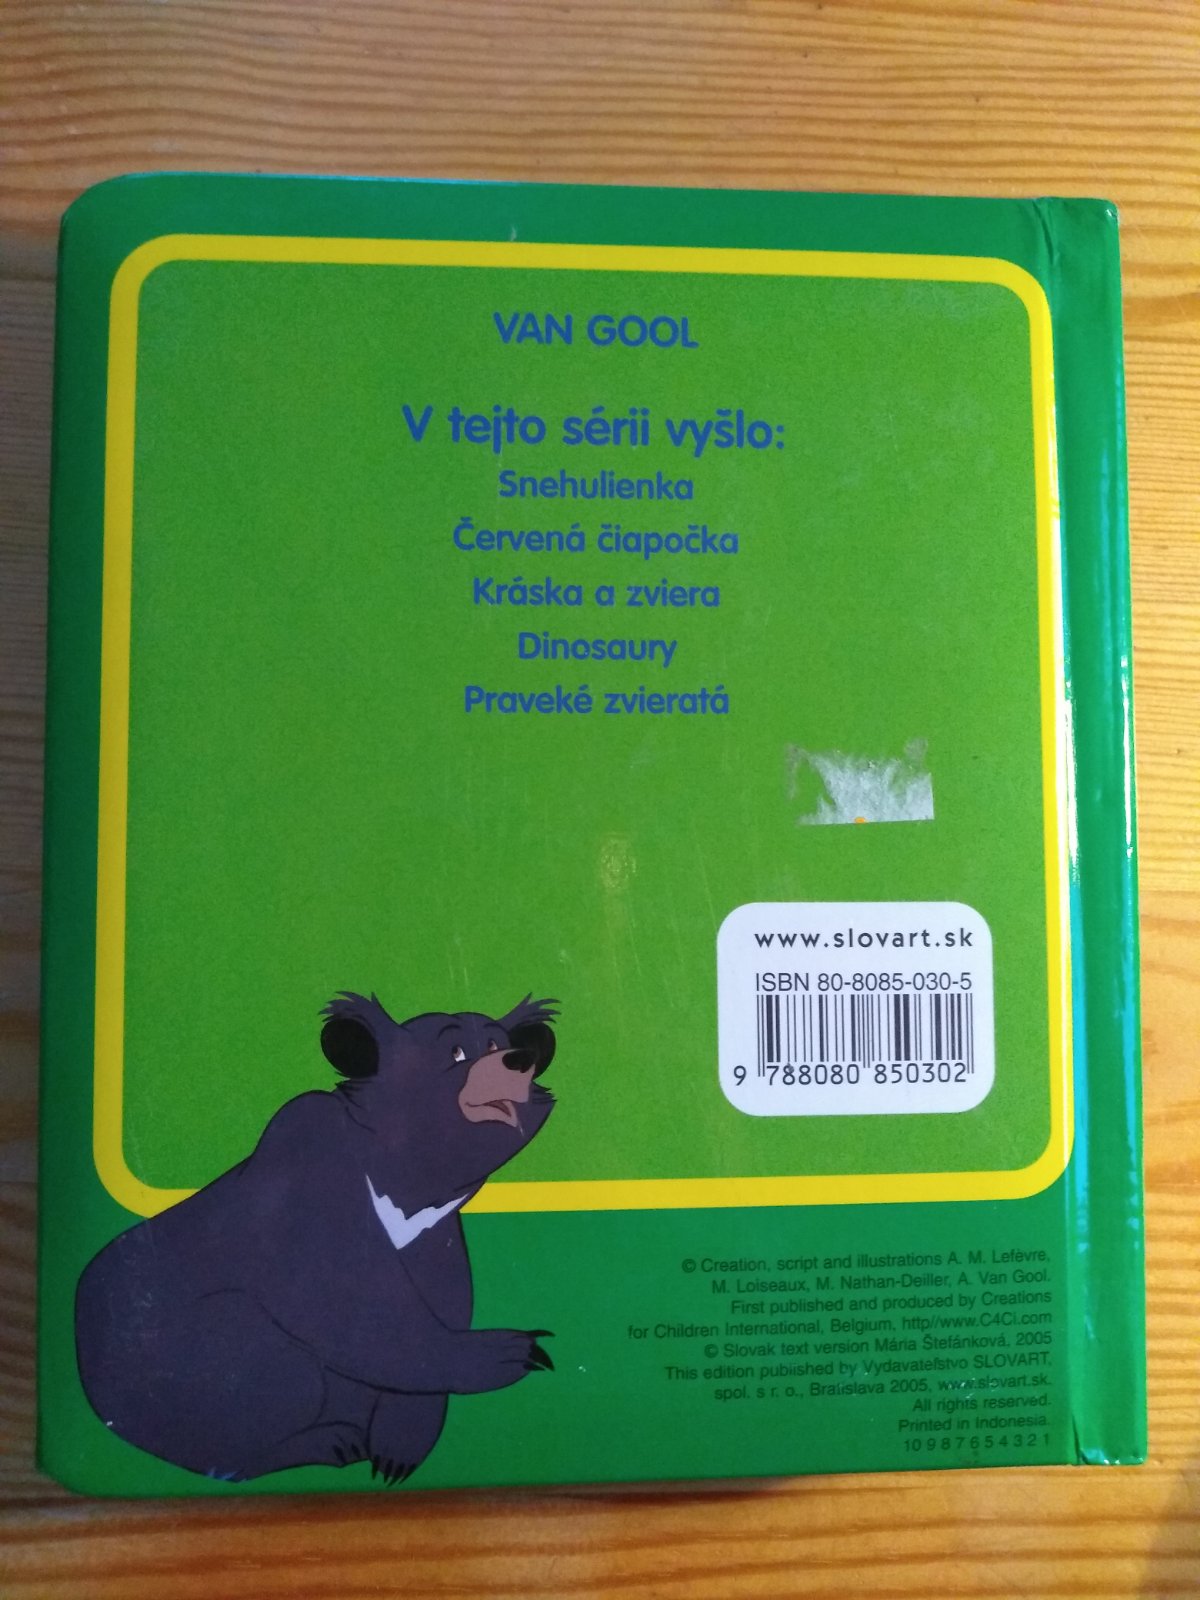 VAN GOOL
V tejto sérii vyšlo:
Snehulienka
Červená čiapočka
Kráska a zviera
Dinosaury
Praveké zvieratá
www.slovart.sk
ISBN 80-8085-030-5
9 788080 850302
© Creation, script and illustrations A. M. Lefèvre,
M. Loiseaux, M. Nathan-Deiller, A. Van Gool.
First published and produced by Creations
for Children International, Belgium, http//www.C4Ci.com
© Slovak text version Mária Štefánková, 2005
This edition published by Vydavateľstvo SLOVART,
spol. s r. o., Bratislava 2005, www.slovart.sk.
All rights reserved.
Printed in Indonesia.
10 9 8 7 6 5 4 3 2 1